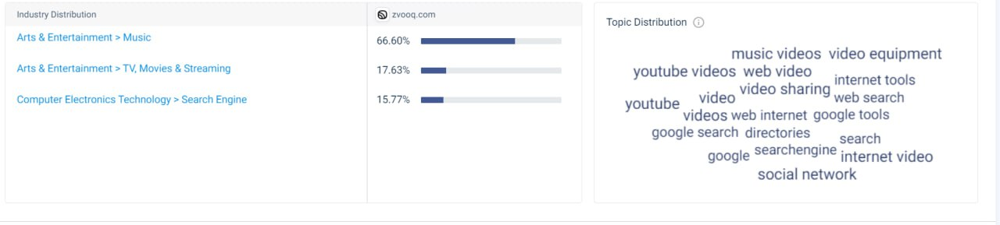 Industry Distribution
zvooq.com
Arts & Entertainment > Music
66.60%
Arts & Entertainment > TV, Movies & Streaming
17.63%
Computer Electronics Technology > Search Engine
15.77%
Topic Distribution
music videos video equipment
youtube videos web video
internet tools
video sharing
youtube video web search
videos web internet google tools
google search directories
search
google searchengine internet video
social network